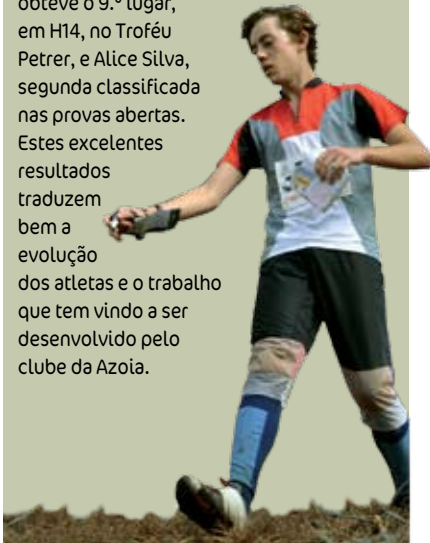 obteve o 9.º lugar,
em H14, no Troféu
Petrer, e Alice Silva,
segunda classificada
nas provas abertas.
Estes excelentes
resultados
traduzem
bem a
evolução
dos atletas e o trabalho
que tem vindo a ser
desenvolvido pelo
clube da Azoia.